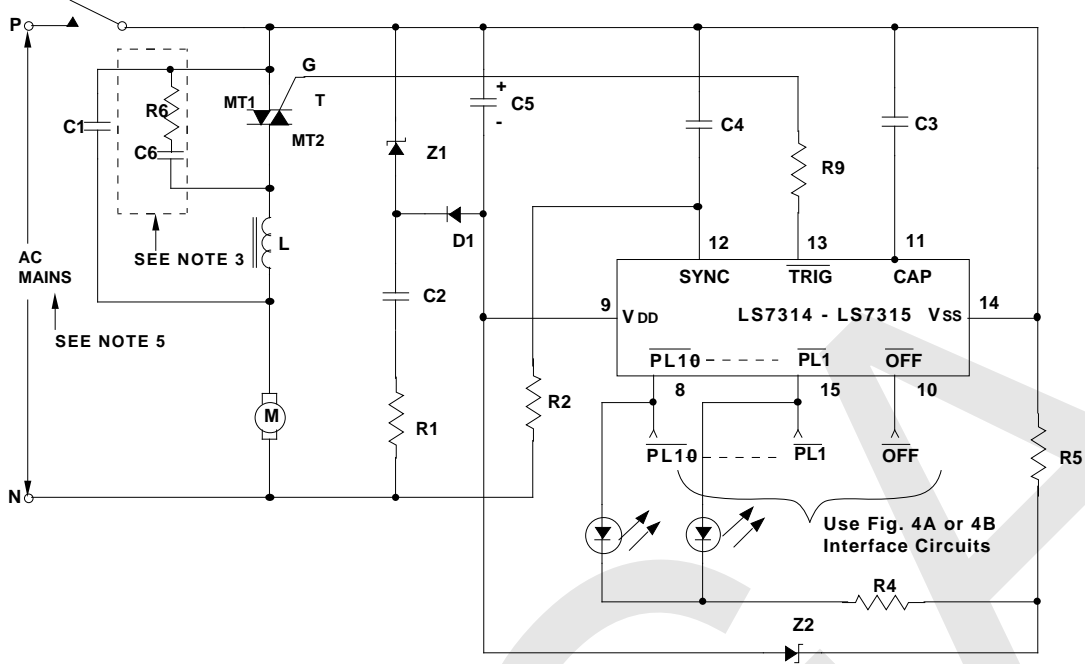 P
G
MT1
T
R6
C1
MT2
C6
+
C5
-
Z1
C4
C3
R9
D1
L
SEE NOTE 3
AC
MAINS
SEE NOTE 5
C2
12
13
11
SYNC
TRIG
CAP
9
VDD
LS7314 - LS7315
VSS
14
PL10
PL1
OFF
8
15
10
M
R1
R2
PL10
PL1
OFF
R5
N
Use Fig. 4A or 4B
Interface Circuits
R4
Z2